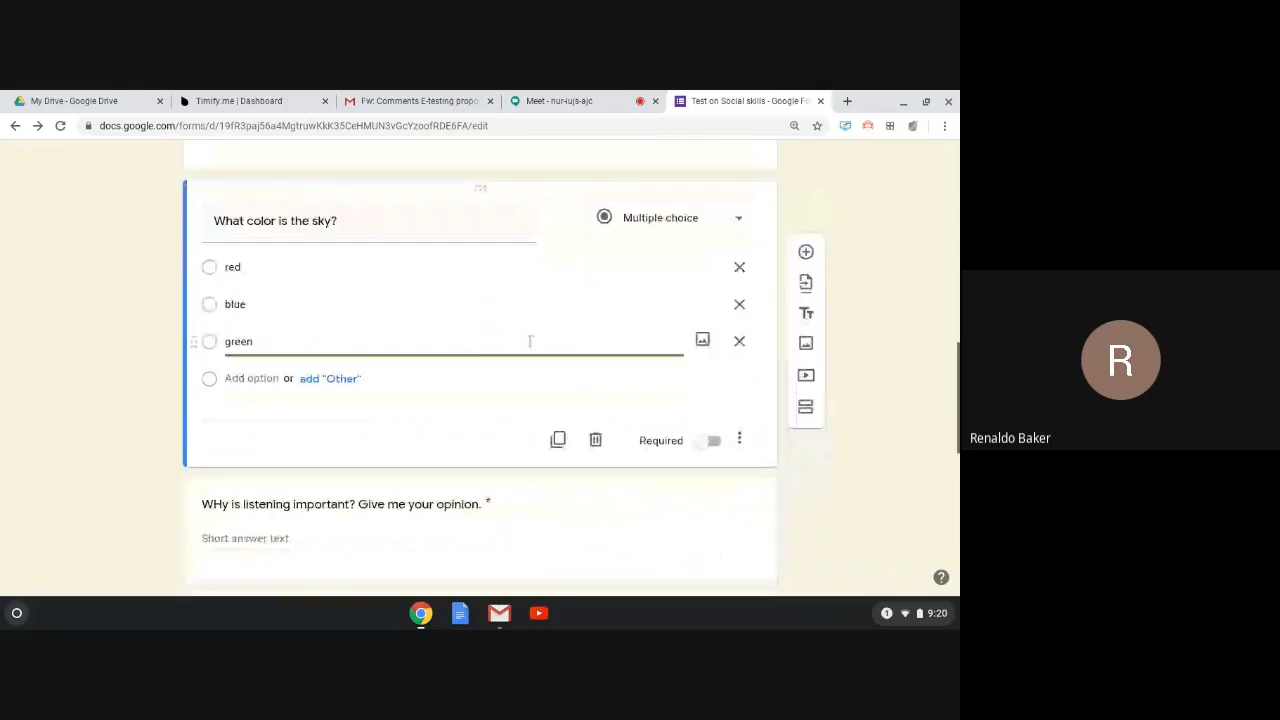 My Drive - Google Drive
Timify.me | Dashboard
Fw: Comments E-testing propo
Meet - nur-iujs-ajc
Test on Social skills - Google Fo
docs.google.com/forms/d/19fR3paj56a4MgtruwKkK35CeHMUN3vGcYzoofRDE6FA/edit
What color is the sky?
Multiple choice
red
blue
green
Add option or add "Other"
Required
WHy is listening important? Give me your opinion. *
Short answer text
1
9:20
R
Renaldo Baker